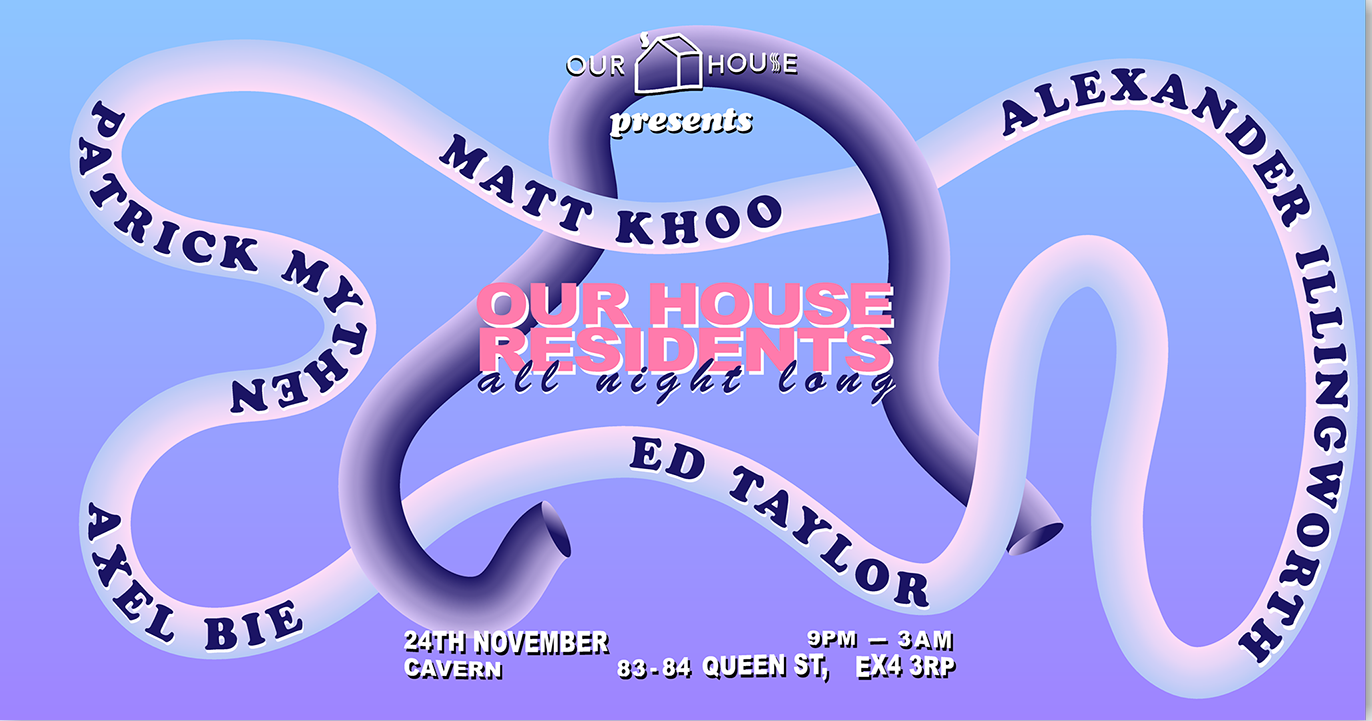 OUR HOUSE
presents
PATRICK MYTHEN
MATT KHOO
ALEXANDER ILLINGWORTH
OUR HOUSE
RESIDENTS
all night long
AXEL BIE
ED TAYLOR
24TH NOVEMBER
9PM — 3AM
CAVERN
83-84 QUEEN ST, EX4 3RP